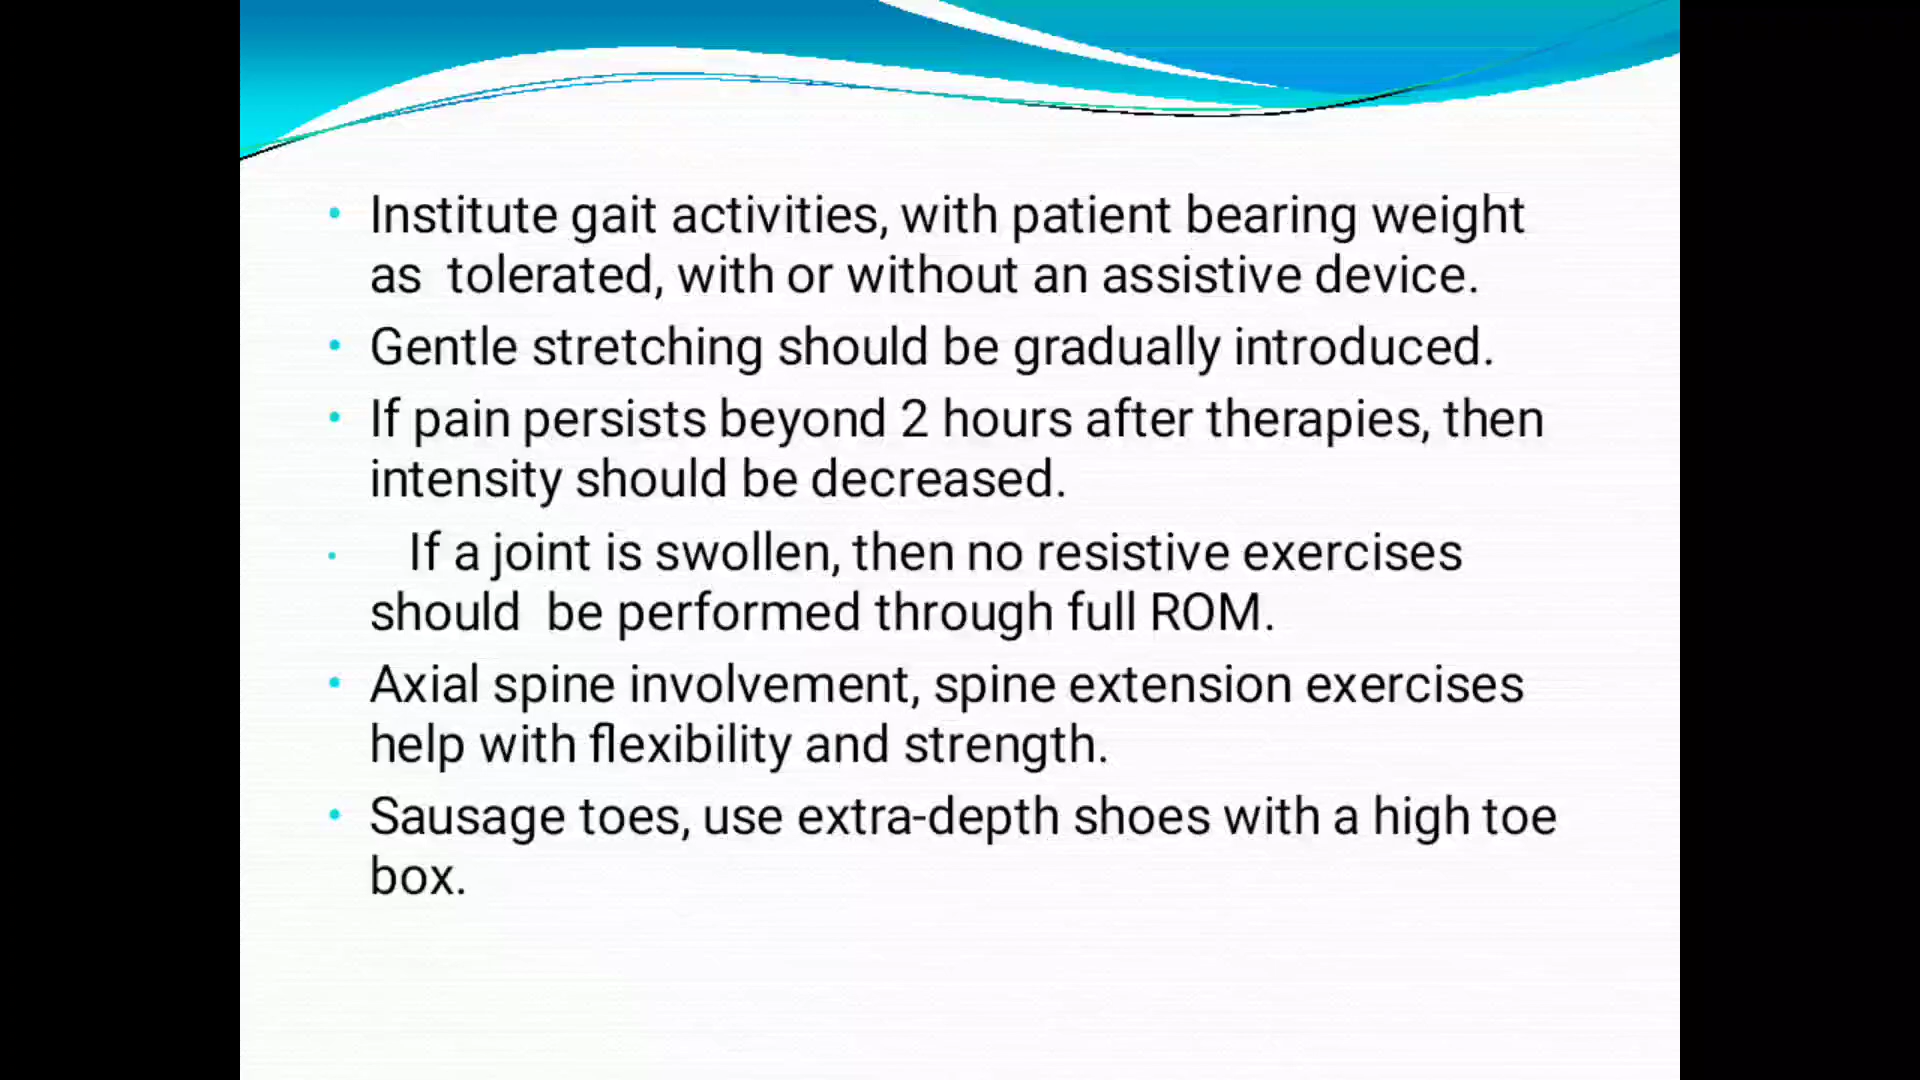 • Institute gait activities, with patient bearing weight
as  tolerated, with or without an assistive device.
• Gentle stretching should be gradually introduced.
• If pain persists beyond 2 hours after therapies, then
intensity should be decreased.
•    If a joint is swollen, then no resistive exercises
should  be performed through full ROM.
• Axial spine involvement, spine extension exercises
help with flexibility and strength.
• Sausage toes, use extra-depth shoes with a high toe
box.